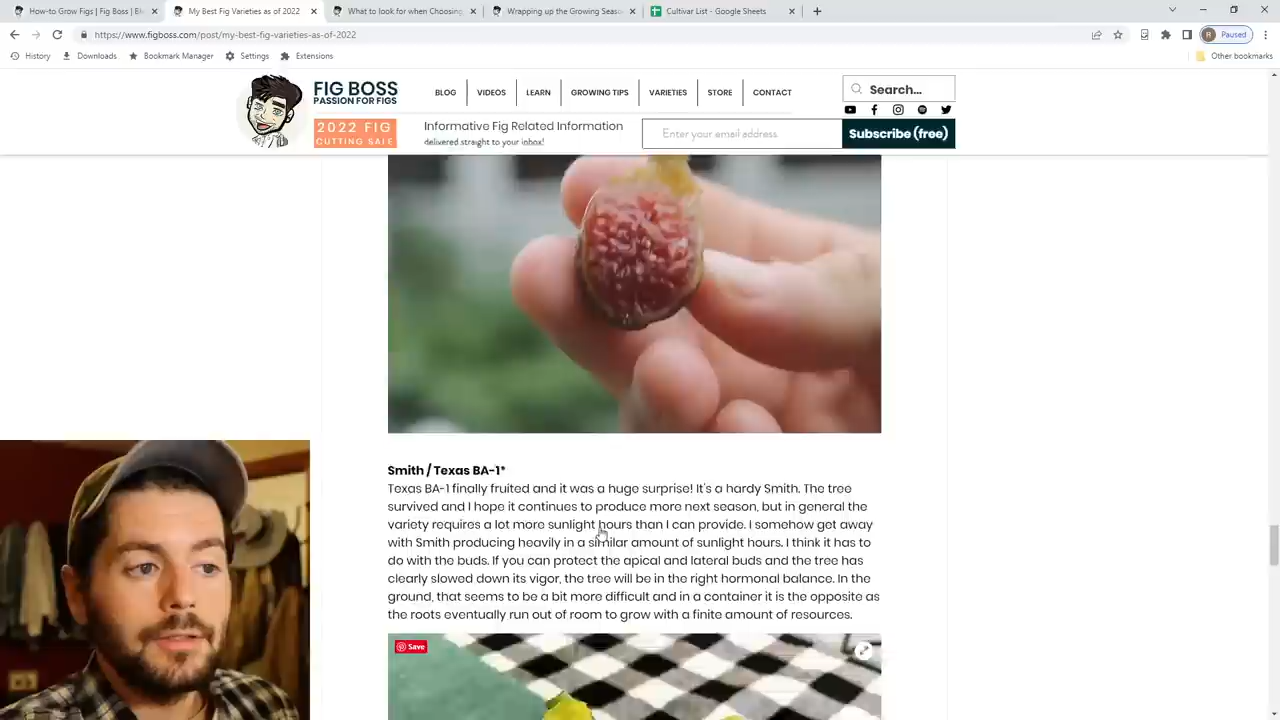 How-to Grow Figs | Bl
My Best Fig Varieties as of 2022
What to look for when Choosing
Wrapping up the Growing Seaso
Cultivar List - Google Sheets
https://www.figboss.com/post/my-best-fig-varieties-as-of-2022
R Paused
History Downloads Bookmark Manager Settings Extensions Other bookmarks
FIG BOSS
PASSION FOR FIGS
BLOG VIDEOS LEARN GROWING TIPS VARIETIES STORE CONTACT
Search...
2022 FIG
CUTTING SALE
Informative Fig Related Information
delivered straight to your inbox!
Enter your email address
Subscribe (free)
Smith / Texas BA-1*
Texas BA-1 finally fruited and it was a huge surprise! It's a hardy Smith. The tree
survived and I hope it continues to produce more next season, but in general the
variety requires a lot more sunlight hours than I can provide. I somehow get away
with Smith producing heavily in a similar amount of sunlight hours. I think it has to
do with the buds. If you can protect the apical and lateral buds and the tree has
clearly slowed down its vigor, the tree will be in the right hormonal balance. In the
ground, that seems to be a bit more difficult and in a container it is the opposite as
the roots eventually run out of room to grow with a finite amount of resources.
Save